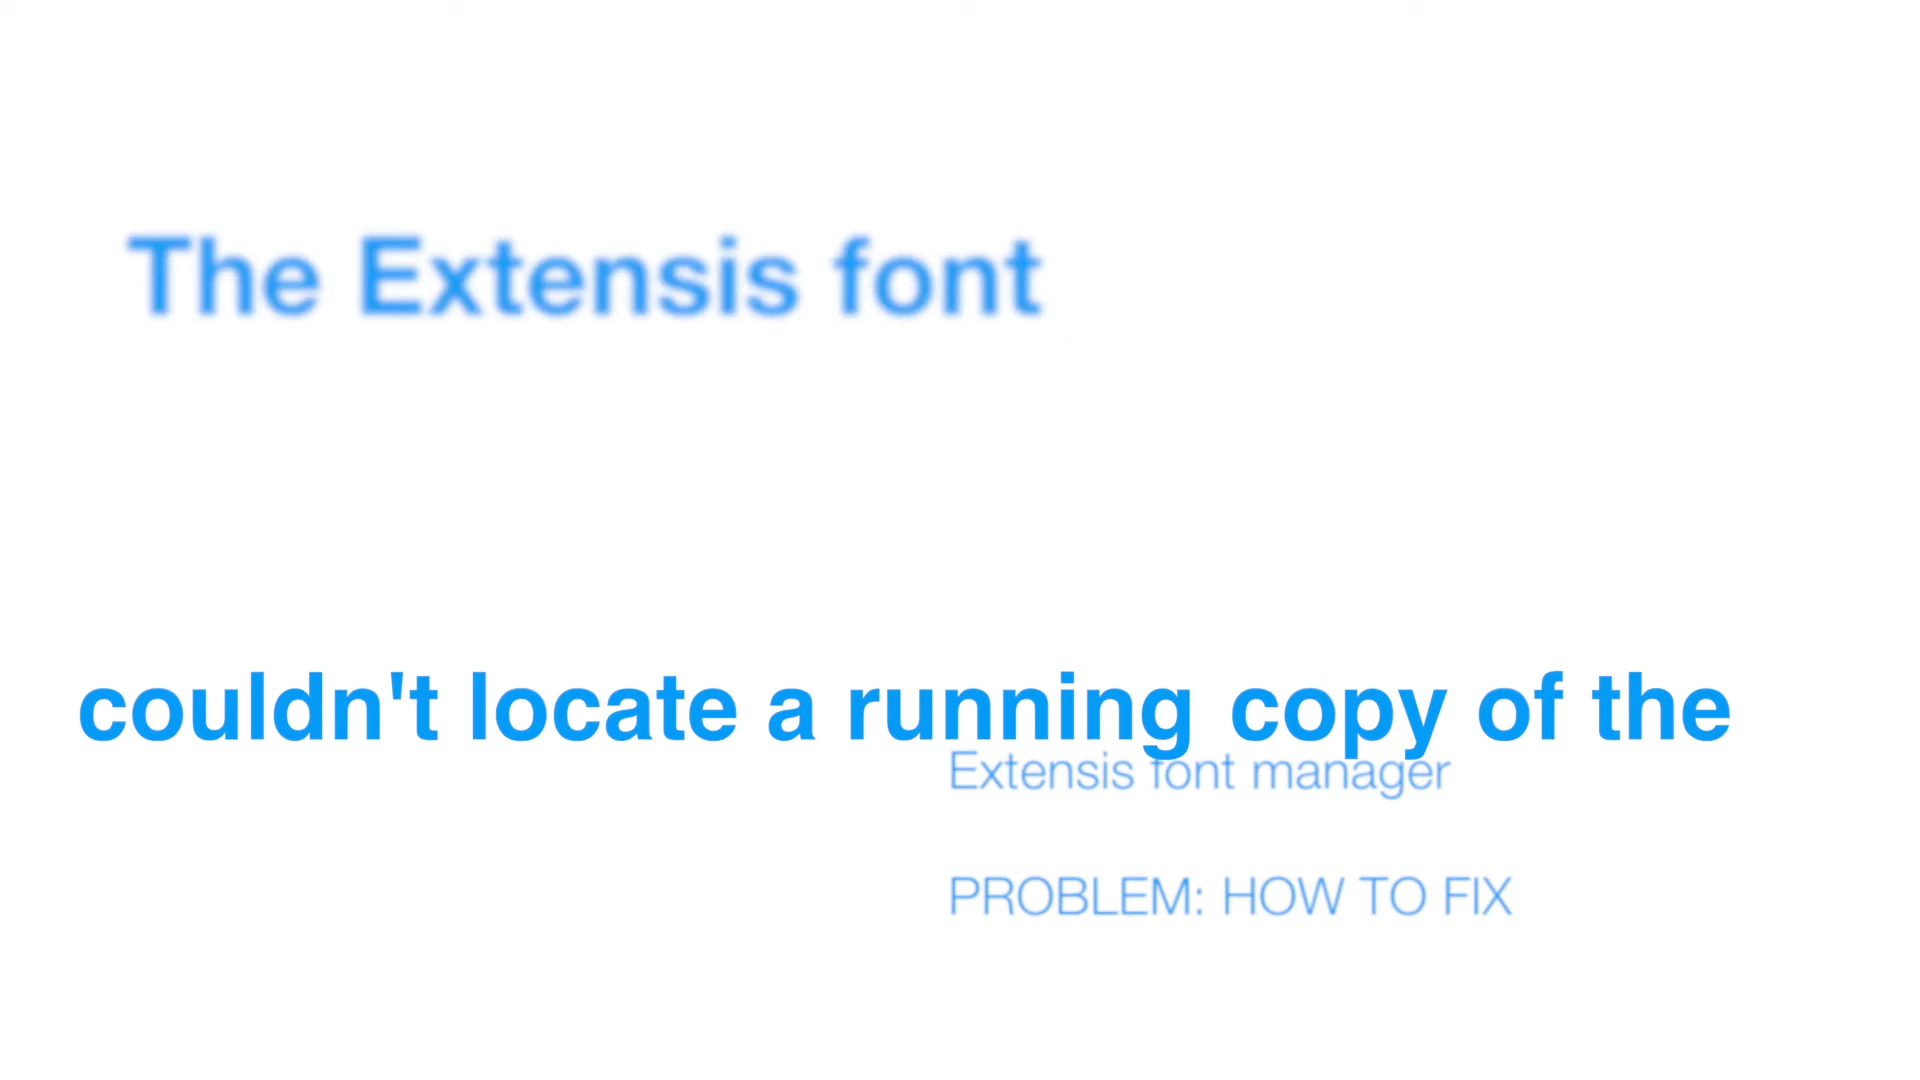 The Extensis font
couldn't locate a running copy of the
Extensis font manager
PROBLEM: HOW TO FIX